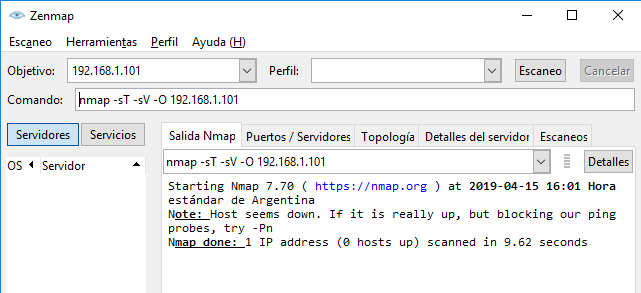 Zenmap
Escaneo Herramientas Perfil Ayuda (H)
Objetivo: 192.168.1.101 Perfil: Escaneo Cancelar
Comando: nmap -sT -sV -O 192.168.1.101
Servidores Servicios Salida Nmap Puertos / Servidores Topología Detalles del servidor Escaneos
OS Servidor nmap -sT -sV -O 192.168.1.101 Detalles
Starting Nmap 7.70 ( https://nmap.org ) at 2019-04-15 16:01 Hora
estándar de Argentina
Note: Host seems down. If it is really up, but blocking our ping
probes, try -Pn
Nmap done: 1 IP address (0 hosts up) scanned in 9.62 seconds